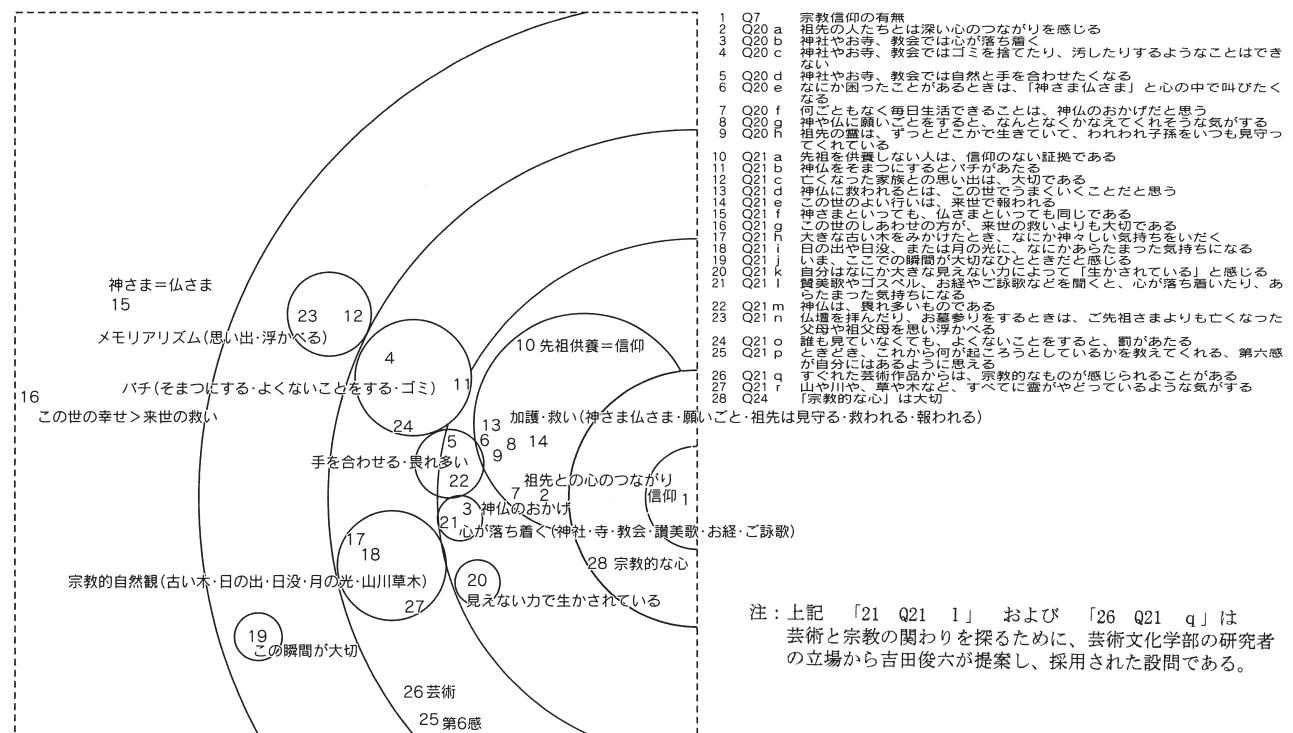 1 Q7 宗教信仰の有無
2 Q20 a 祖先の人たちとは深い心のつながりを感じる
3 Q20 b 神社やお寺、教会では心が落ち着く
4 Q20 c 神社やお寺、教会ではゴミを捨てたり、汚したりするようなことはでき
ない
5 Q20 d 神社やお寺、教会では自然と手を合わせたくなる
6 Q20 e なにか困ったことがあるときは、「神さま仏さま」と心の中で叫びたく
なる
7 Q20 f 何ごともなく毎日生活できることは、神仏のおかげだと思う
8 Q20 g 神や仏に願いごとをすると、なんとなくかなえてくれそうな気がする
9 Q20 h 祖先の霊は、ずっとどこかで生きていて、われわれ子孫をいつも見守っ
てくれている
10 Q21 a 先祖を供養しない人は、信仰のない証拠である
11 Q21 b 神仏をそまつにするとバチがあたる
12 Q21 c 亡くなった家族との思い出は、大切である
13 Q21 d 神仏に救われるとは、この世でうまくいくことだと思う
14 Q21 e この世のよい行いは、来世で報われる
15 Q21 f 神さまといっても、仏さまといっても同じである
16 Q21 g この世のしあわせの方が、来世の救いよりも大切である
17 Q21 h 大きな古い木をみかけたとき、なにか神々しい気持ちをいだく
18 Q21 i 日の出や日没、または月の光に、なにかあらたまった気持ちになる
19 Q21 j いま、ここでの瞬間が大切なひとときだと感じる
20 Q21 k 自分はなにか大きな見えない力によって「生かされている」と感じる
21 Q21 l 賛美歌やゴスペル、お経やご詠歌などを聞くと、心が落ち着いたり、あ
らたまった気持ちになる
22 Q21 m 神仏は、畏れ多いものである
23 Q21 n 仏壇を拝んだり、お墓参りをするときは、ご先祖さまよりも亡くなった
父母や祖父母を思い浮かべる
24 Q21 o 誰も見ていなくても、よくないことをすると、罰があたる
25 Q21 p ときどき、これから何が起ころうとしているかを教えてくれる、第六感
が自分にはあるように思える
26 Q21 q すぐれた芸術作品からは、宗教的なものが感じられることがある
27 Q21 r 山や川や、草や木など、すべてに霊がやどっているような気がする
28 Q24 「宗教的な心」は大切
神さま=仏さま
15
23 12
メモリアリズム(思い出・浮かべる)
10 先祖供養=信仰
4
バチ(そまつにする・よくないことをする・ゴミ) 11
16
この世の幸せ>来世の救い
24
加護・救い(神さま仏さま・願いごと・祖先は見守る・救われる・報われる)
13
5 6 8 14
9
手を合わせる・畏れ多い
22
祖先との心のつながり
7 2
信仰 1
3 神仏のおかげ
21 心が落ち着く(神社・寺・教会・讃美歌・お経・ご詠歌)
17
18
28 宗教的な心
宗教的自然観(古い木・日の出・日没・月の光・山川草木)
20
見えない力で生かされている
27
19
この瞬間が大切
26 芸術
25 第6感
注:上記 「21 Q21 l」 および 「26 Q21 q」は
芸術と宗教の関わりを探るために、芸術文化学部の研究者
の立場から吉田俊六が提案し、採用された設問である。